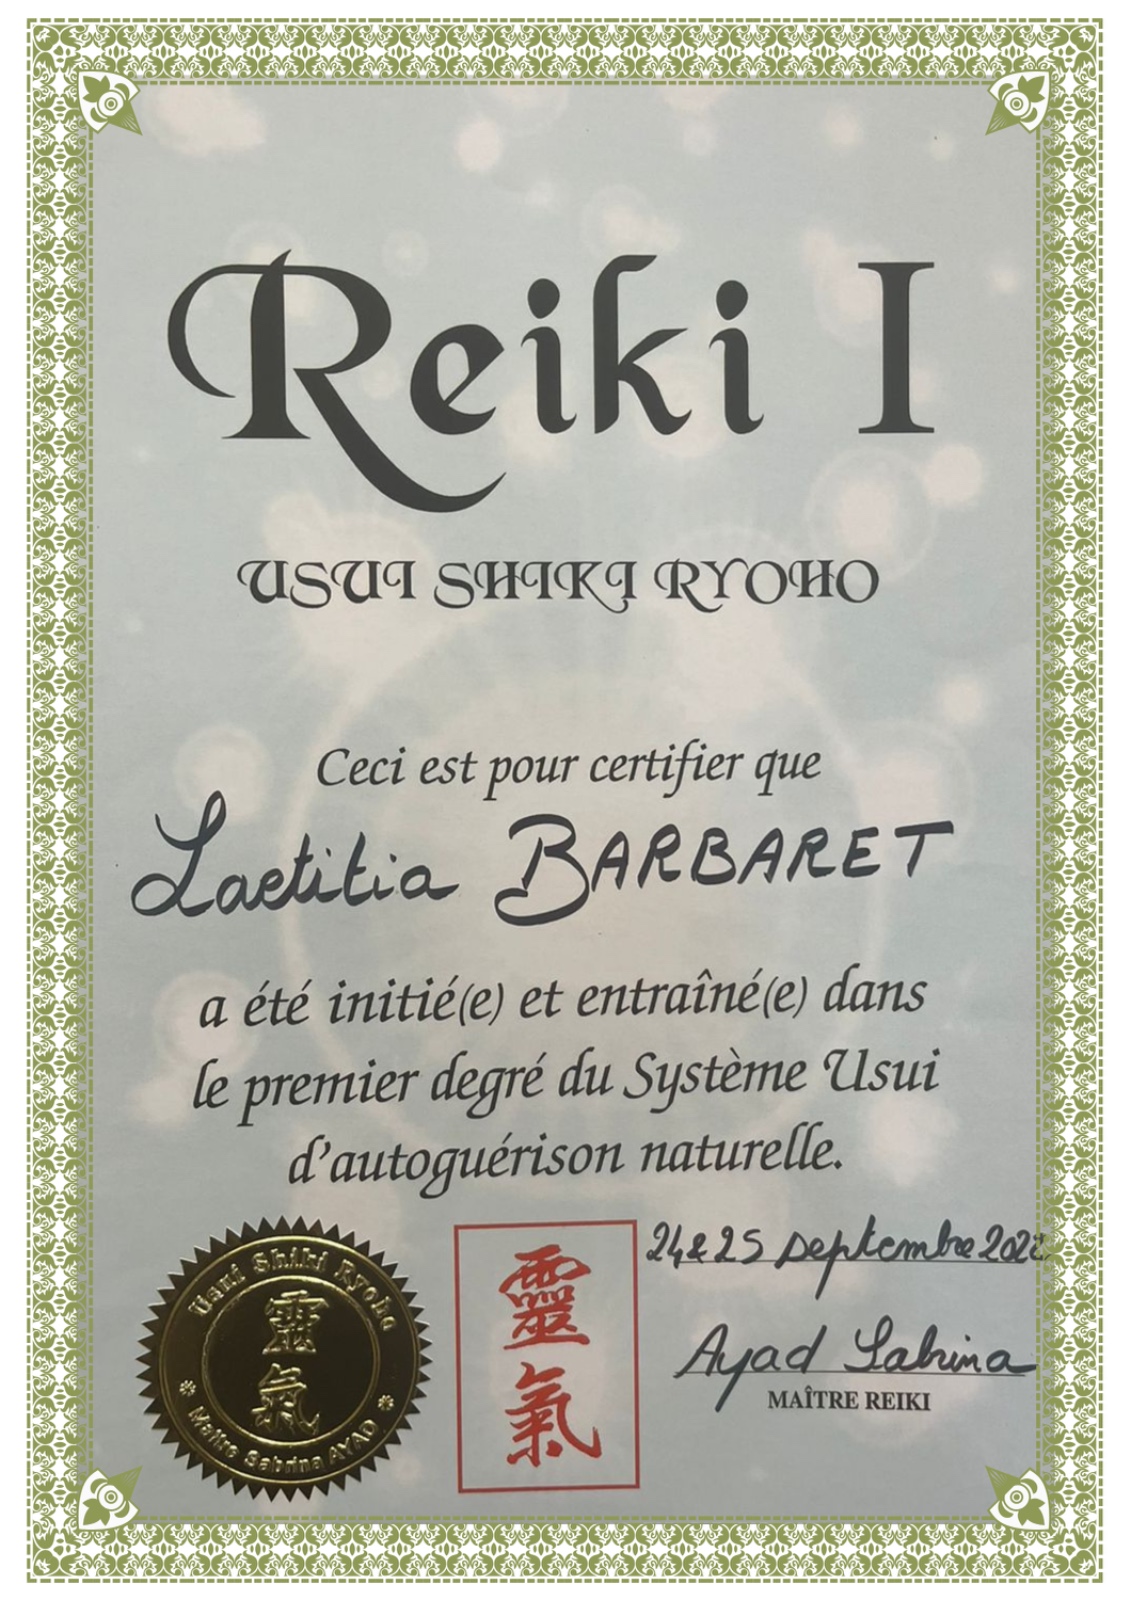 Reiki I
USUI SHIKI RYOHO
Ceci est pour certifier que
Laetitia BARBARET
a été initié(e) et entraîné(e) dans
le premier degré du Système Usui
d'autoguérison naturelle.
24 & 25 septembre
Ayad Sabrina
MAÎTRE REIKI
靈
氣
Usui Shiki Ryoho
靈
氣
Maître Sabrina AYAD